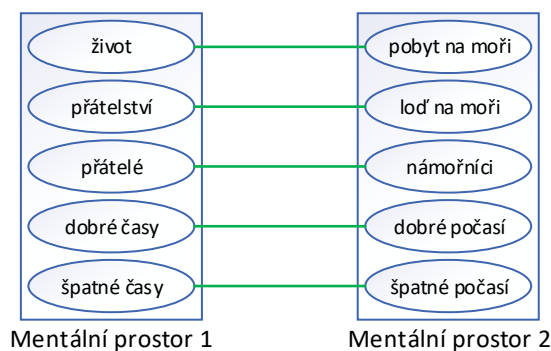 život
pobyt na moři
přátelství
loď na moři
přátelé
námořníci
dobré časy
dobré počasí
špatné časy
špatné počasí
Mentální prostor 1
Mentální prostor 2